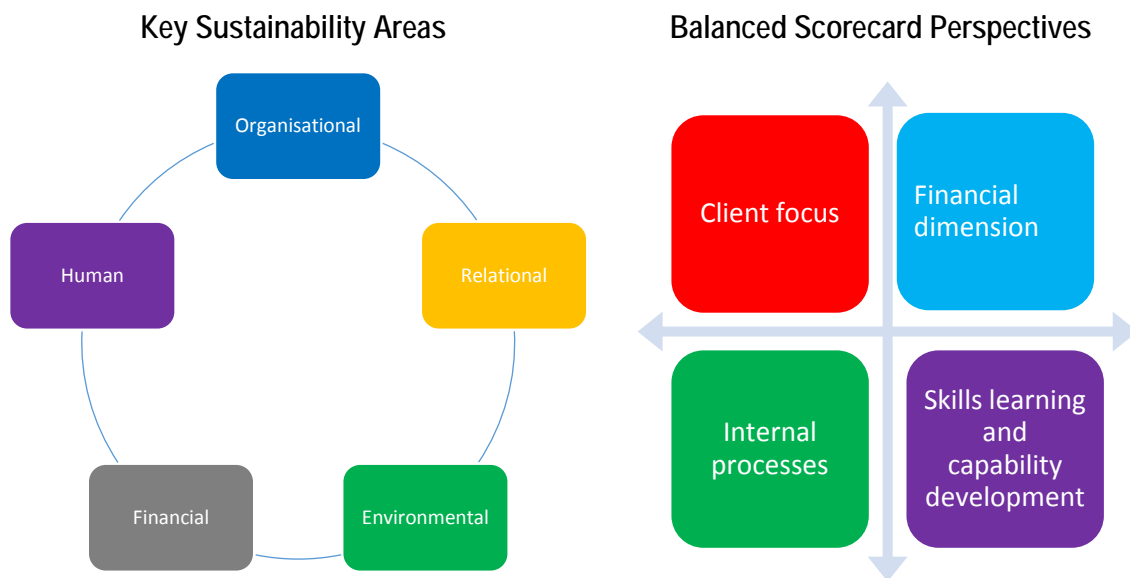 Key Sustainability Areas
Organisational
Human
Relational
Financial
Environmental
Balanced Scorecard Perspectives
Client focus
Financial
dimension
Internal
processes
Skills learning
and
capability
development